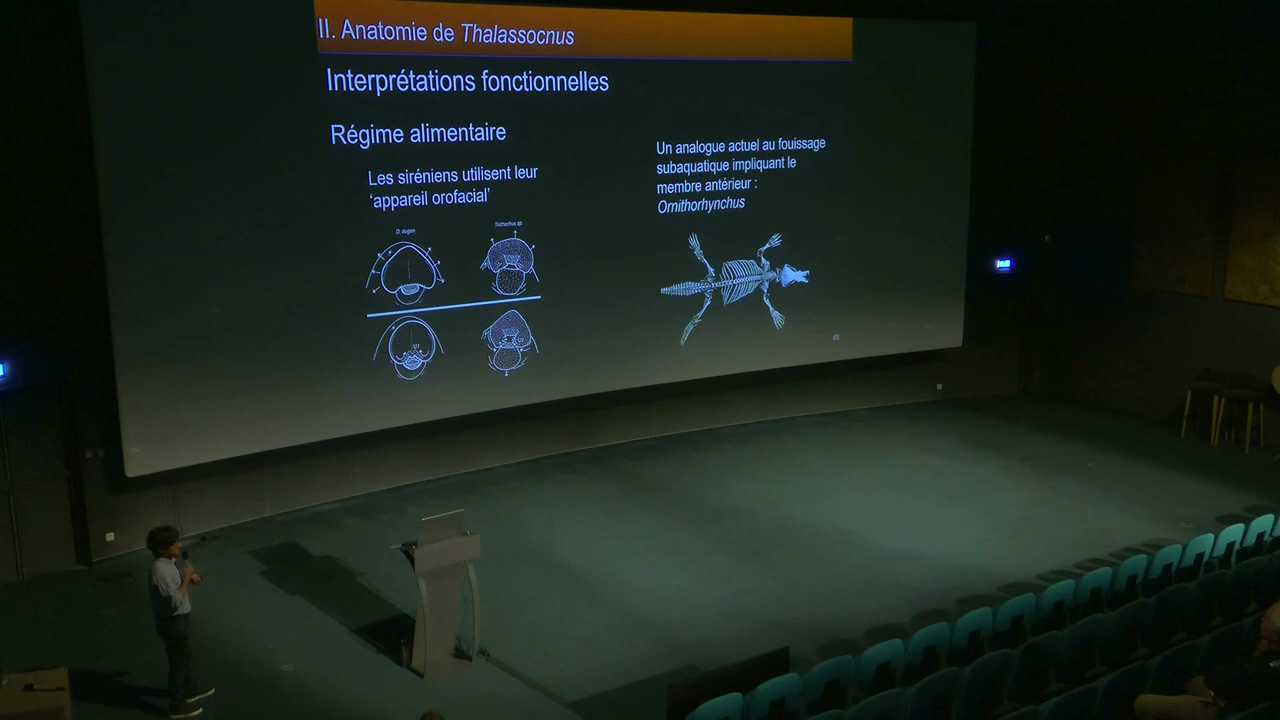 II. Anatomie de Thalassocnus
Interprétations fonctionnelles
Régime alimentaire
Les siréniens utilisent leur
‘appareil orofacial’
D. dugon
Trichechus sp.
Un analogue actuel au fouissage
subaquatique impliquant le
membre antérieur :
Ornithorhynchus